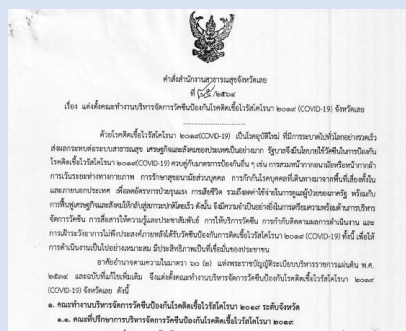 คำสั่งสำนักงานสาธารณสุขจังหวัดเลย
ที่ /๒๕๖๔
เรื่อง แต่งตั้งคณะทำงานบริหารจัดการวัคซีนป้องกันโรคติดเชื้อไวรัสโคโรนา ๒๐๑๙ (COVID-19) จังหวัดเลย
ด้วยโรคติดเชื้อไวรัสโคโรนา ๒๐๑๙(COVID-19) เป็นโรคอุบัติใหม่ ที่มีการระบาดไปทั่วโลกอย่างรวดเร็ว
ส่งผลกระทบต่อระบบสาธารณสุข เศรษฐกิจและสังคมของประเทศเป็นอย่างมาก รัฐบาลจึงมีนโยบายใช้วัคซีนในการป้องกัน
โรคติดเชื้อไวรัสโคโรนา ๒๐๑๙(COVID-19) ควบคู่กับมาตรการป้องกันอื่น ๆ เช่น การสวมหน้ากากอนามัยหรือหน้ากากผ้า
การเว้นระยะห่างทางกายภาพ การรักษาสุขอนามัยส่วนบุคคล การกักกันโรคบุคคลที่เดินทางมาจากพื้นที่เสี่ยงทั้งใน
และภายนอกประเทศ เพื่อลดอัตราการป่วยรุนแรง การเสียชีวิต รวมถึงลดค่าใช้จ่ายในการดูแลผู้ป่วยของภาครัฐ พร้อมกับ
การฟื้นฟูเศรษฐกิจและสังคมให้กลับสู่ภาวะปกติโดยเร็ว ดังนั้น จึงมีความจำเป็นอย่างยิ่งในการเตรียมความพร้อมด้านการบริหาร
จัดการวัคซีน การสื่อสารให้ความรู้และประชาสัมพันธ์ การให้บริการวัคซีน การกำกับติดตามผลการดำเนินงาน และ
การเฝ้าระวังอาการไม่พึงประสงค์ภายหลังได้รับวัคซีนป้องกันการติดเชื้อไวรัสโคโรนา ๒๐๑๙(COVID-19) ทั้งนี้ เพื่อให้
การดำเนินงานเป็นไปอย่างเหมาะสม มีประสิทธิภาพเป็นที่เชื่อมั่นของประชาชน
อาศัยอำนาจตามความในมาตรา ๖๐ (๑) แห่งพระราชบัญญัติระเบียบบริหารราชการแผ่นดิน พ.ศ.
๒๕๓๔ และฉบับที่แก้ไขเพิ่มเติม จึงแต่งตั้งคณะทำงานบริหารจัดการวัคซีนป้องกันโรคติดเชื้อไวรัสโคโรนา ๒๐๑๙
(COVID-19) จังหวัดเลย ดังนี้
๑. คณะทำงานบริหารจัดการวัคซีนป้องกันโรคติดเชื้อไวรัสโคโรนา ๒๐๑๙ ระดับจังหวัด
๑.๑. คณะที่ปรึกษาการบริหารจัดการวัคซีนป้องกันโรคติดเชื้อไวรัสโคโรนา ๒๐๑๙